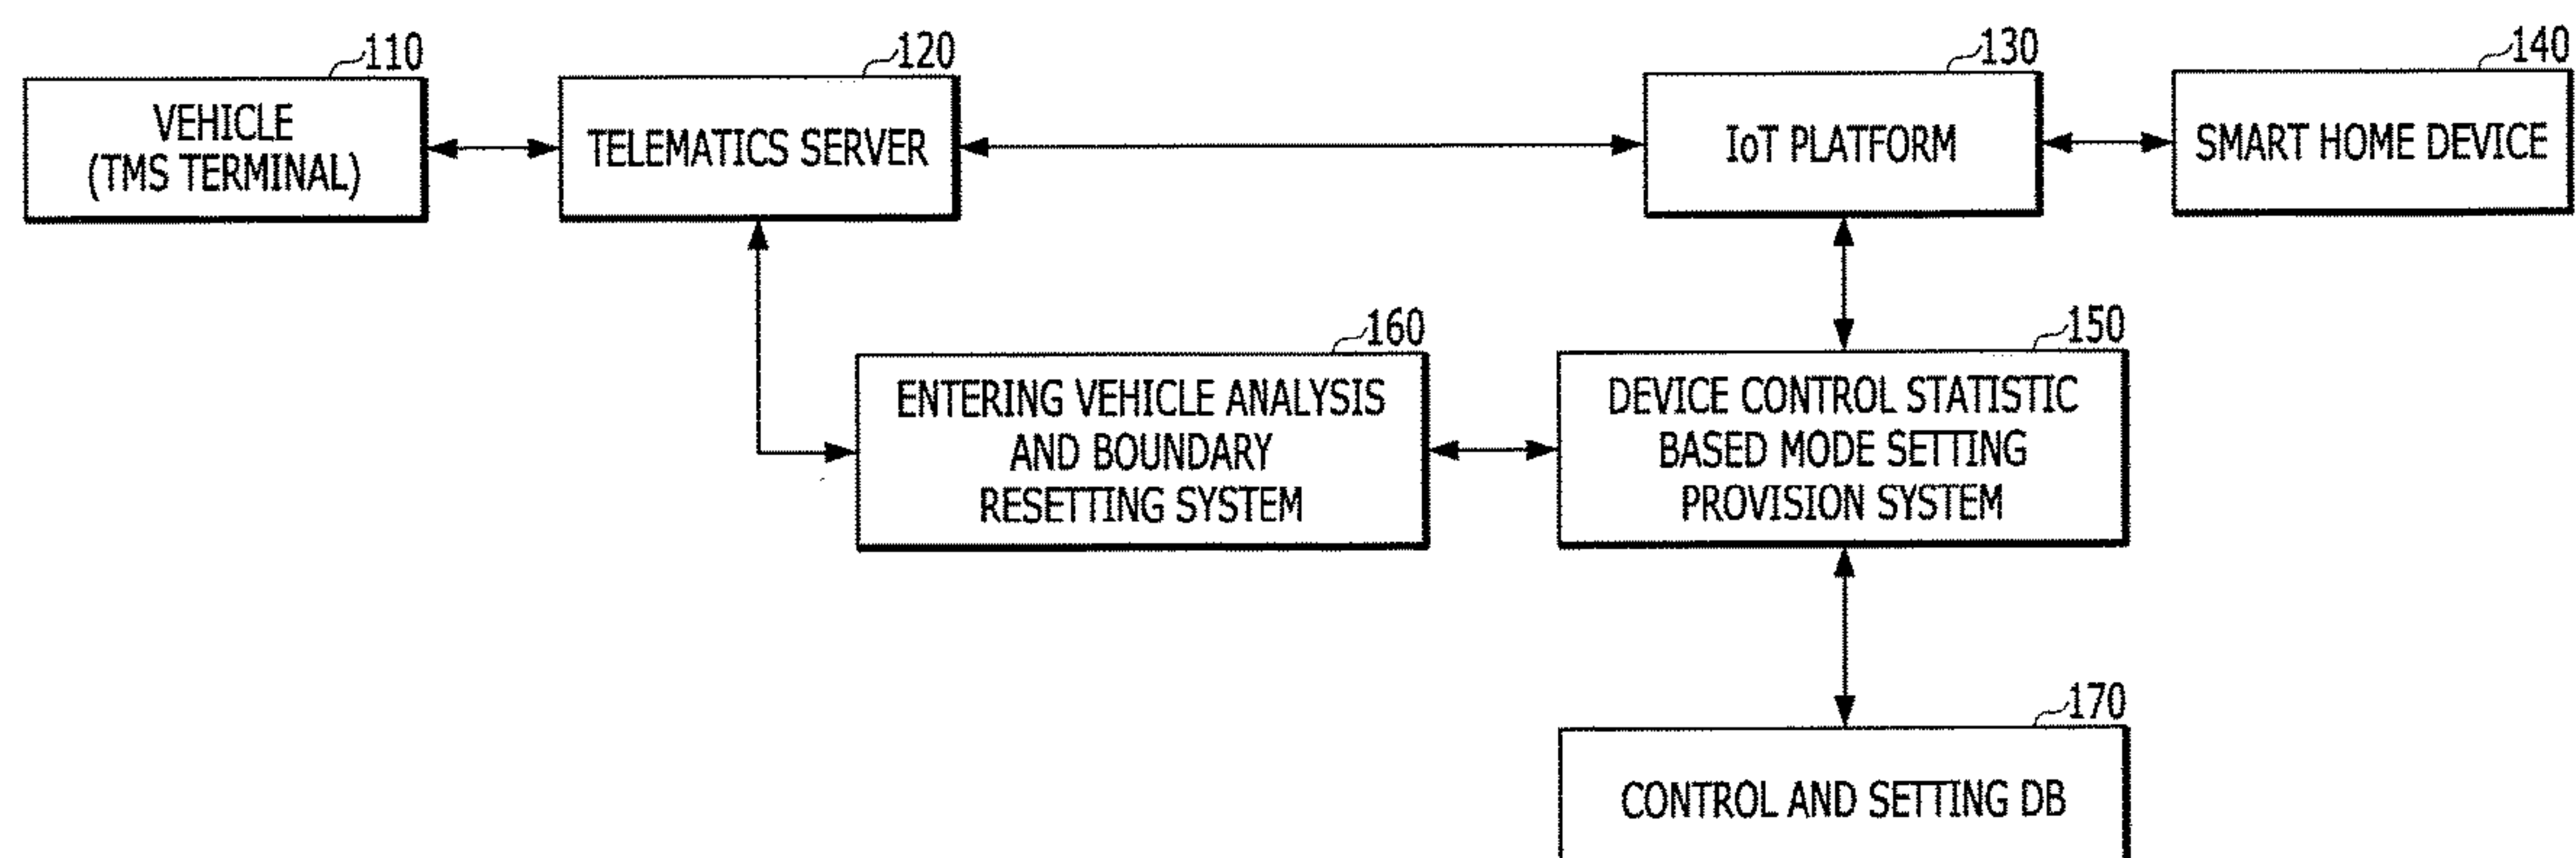 110
VEHICLE
(TMS TERMINAL)
120
TELEMATICS SERVER
130
IoT PLATFORM
140
SMART HOME DEVICE
160
ENTERING VEHICLE ANALYSIS
AND BOUNDARY
RESETTING SYSTEM
150
DEVICE CONTROL STATISTIC
BASED MODE SETTING
PROVISION SYSTEM
170
CONTROL AND SETTING DB